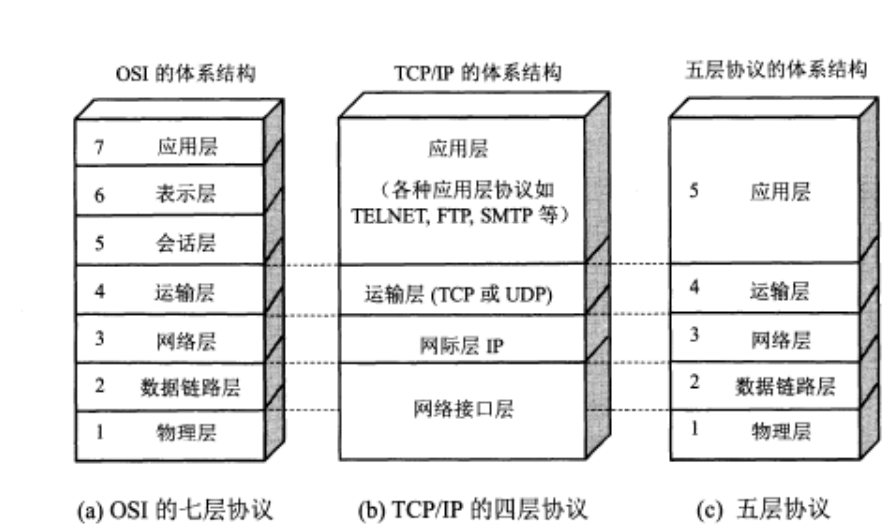 OSI 的体系结构
7 应用层
6 表示层
5 会话层
4 运输层
3 网络层
2 数据链路层
1 物理层
(a) OSI 的七层协议
TCP/IP 的体系结构
应用层
（各种应用层协议如
TELNET, FTP, SMTP 等）
运输层 (TCP 或 UDP)
网际层 IP
网络接口层
(b) TCP/IP 的四层协议
五层协议的体系结构
5 应用层
4 运输层
3 网络层
2 数据链路层
1 物理层
(c) 五层协议